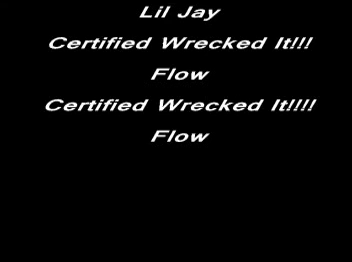 Lil Jay
Certified Wrecked It!!!
Flow
Certified Wrecked It!!!!
Flow